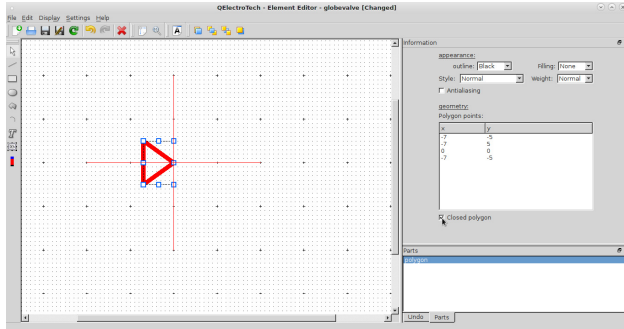 QElectroTech - Element Editor - globevalve [Changed]
File Edit Display Settings Help
Information
appearance:
outline: Black Filling: None
Style: Normal Weight: Normal
Antialiasing
geometry:
Polygon points:
x y
-7 -5
-7 5
0 0
-7 -5
Closed polygon
Parts
polygon
Undo Parts